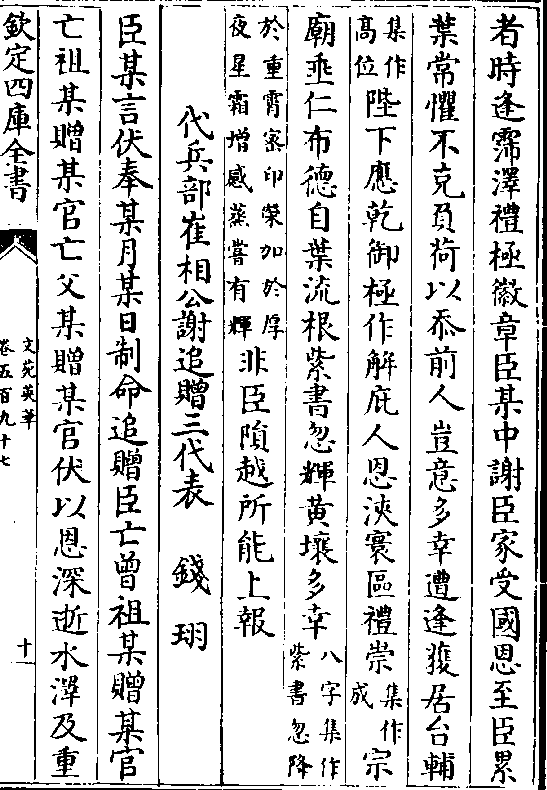 者時逢霈澤禮極徽章臣某中謝臣家受國恩至臣累
葉常懼不克負荷以忝前人豈意多幸遭逢獲居台輔
集作高位陛下應乾御極作解庇人恩浹寰區禮崇集作成宗
廟垂仁布德自葉流根紫書忽輝黃壤多幸八字集作紫書忽降
於重霄宻印榮加於厚夜星霜增感蒸嘗有輝非臣隕越所能上報
代兵部崔相公謝追贈三代表 錢珝
臣某言伏奉某月某日制命追贈臣亡曾祖某贈某官
亡祖某贈某官亡父某贈某官伏以恩深逝水澤及重
欽定四庫全書
文苑英華
卷五百九十七
十一